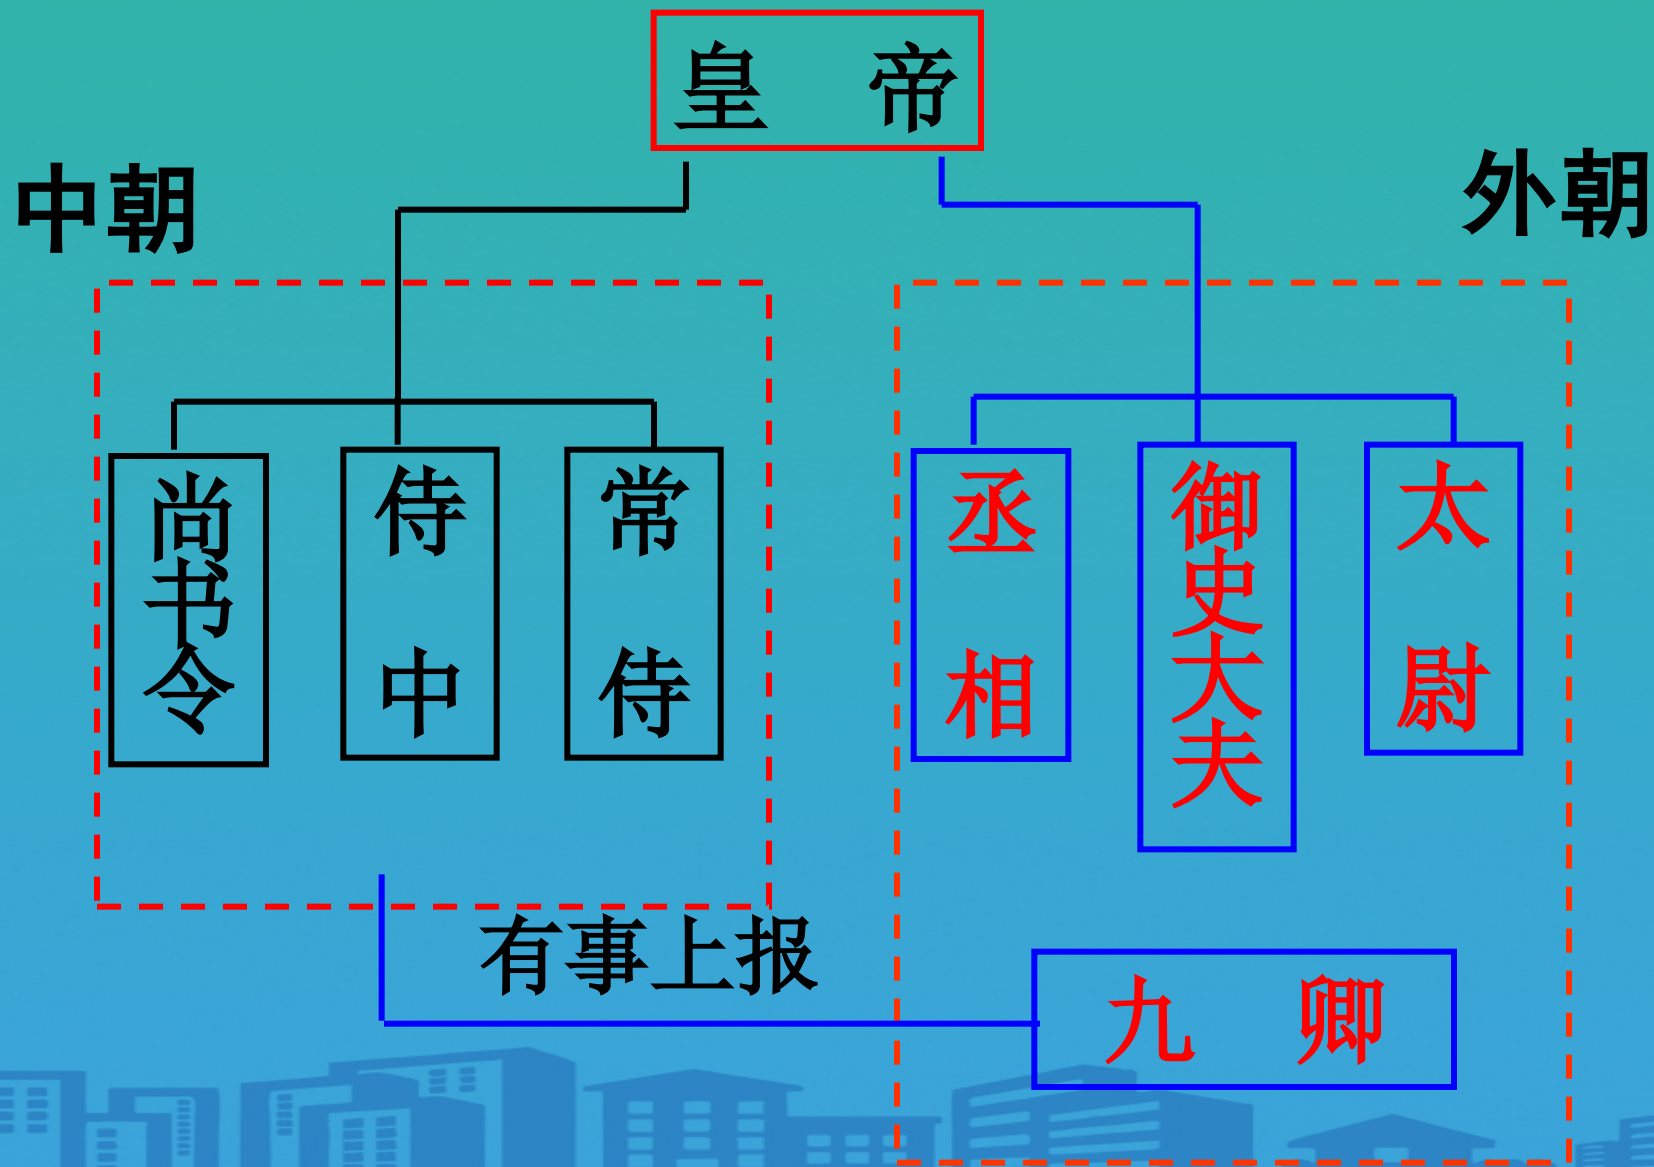 皇 帝
中朝
外朝
尚书令
侍中
常侍
丞相
御史大夫
太尉
有事上报
九 卿